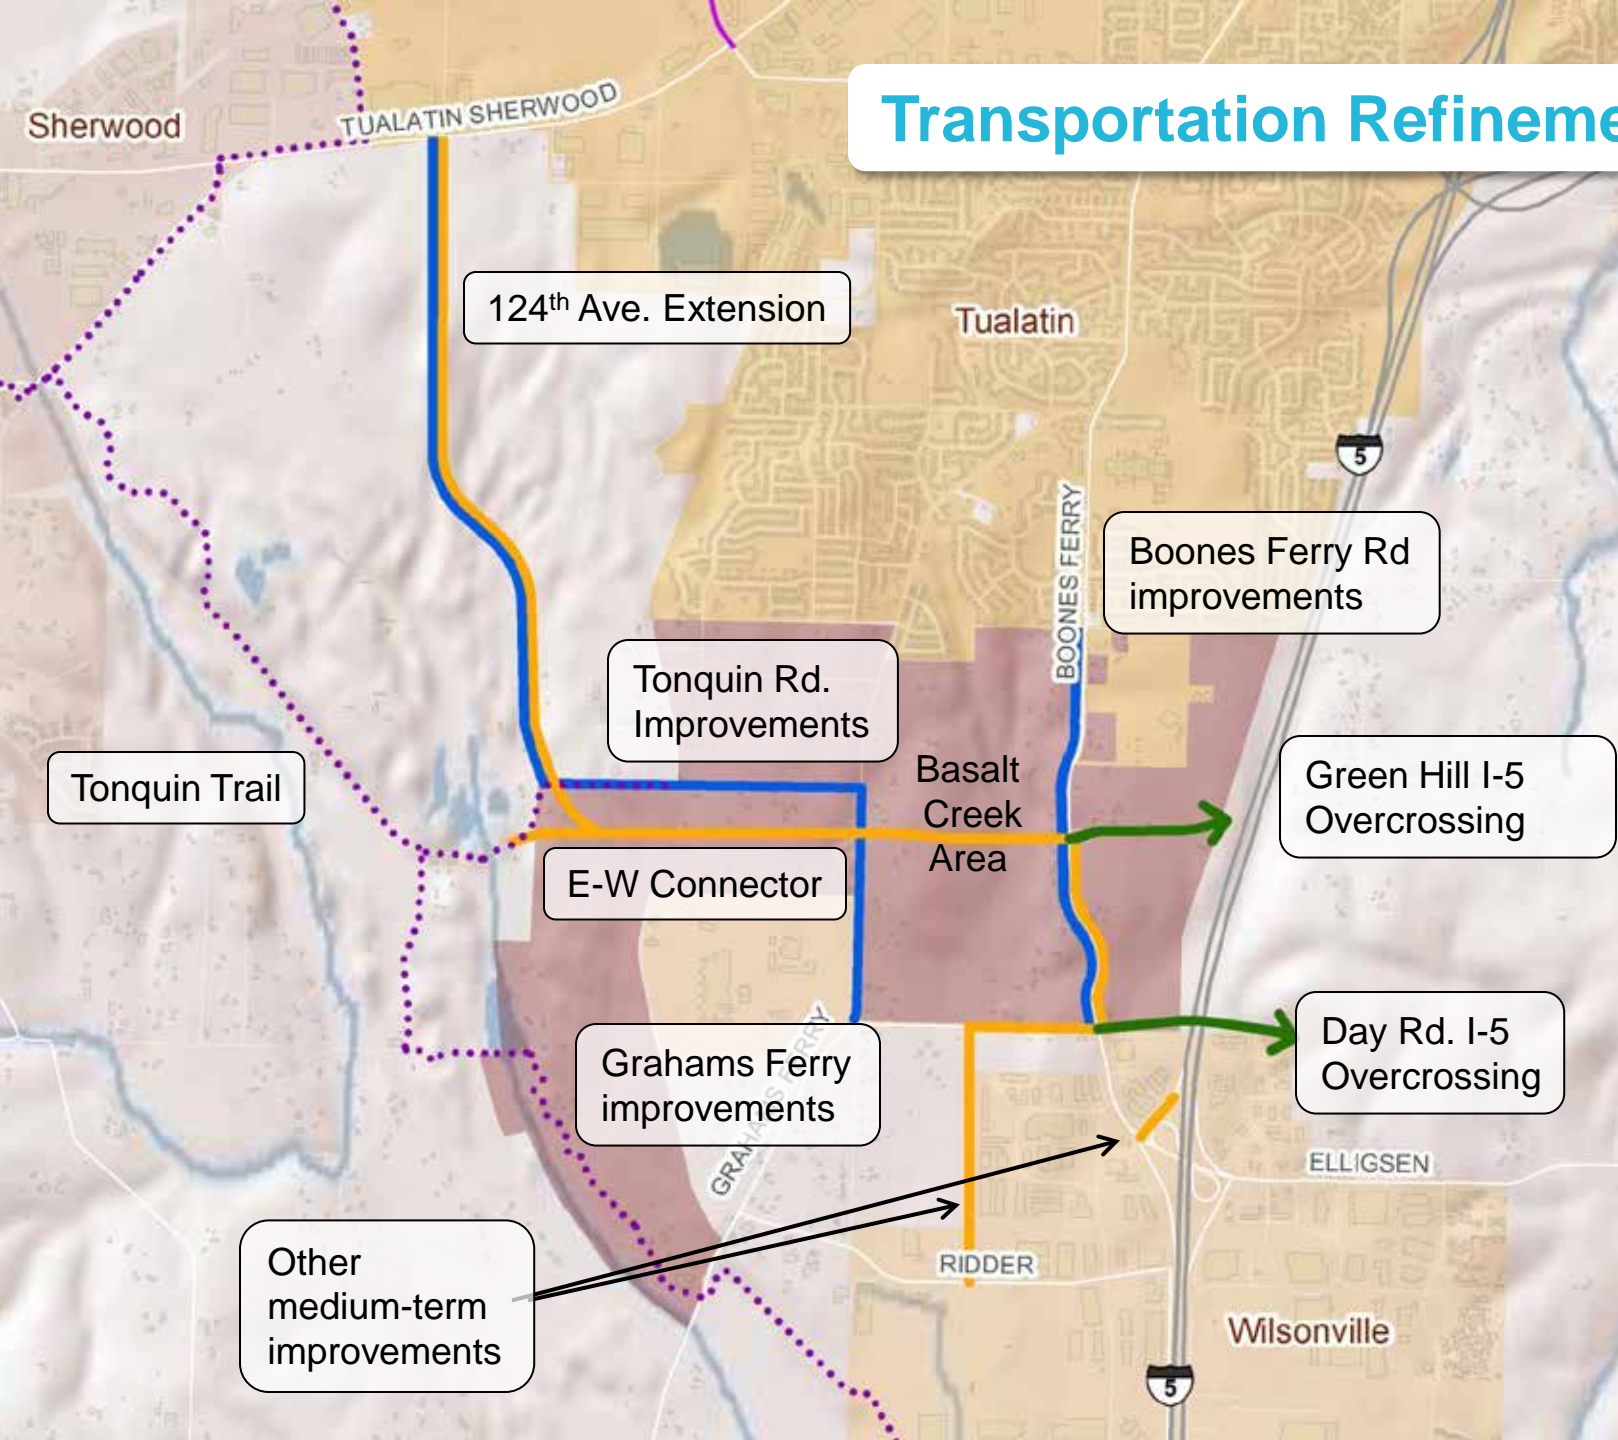 Transportation Refineme
Sherwood
TUALATIN SHERWOOD
124th Ave. Extension
Tualatin
5
BOONES FERRY
Boones Ferry Rd
improvements
Tonquin Rd.
Improvements
Tonquin Trail
Basalt
Creek
Area
Green Hill I-5
Overcrossing
E-W Connector
Grahams Ferry
improvements
GRAHAMS FERRY
Day Rd. I-5
Overcrossing
ELLIGSEN
Other
medium-term
improvements
RIDDER
Wilsonville
5